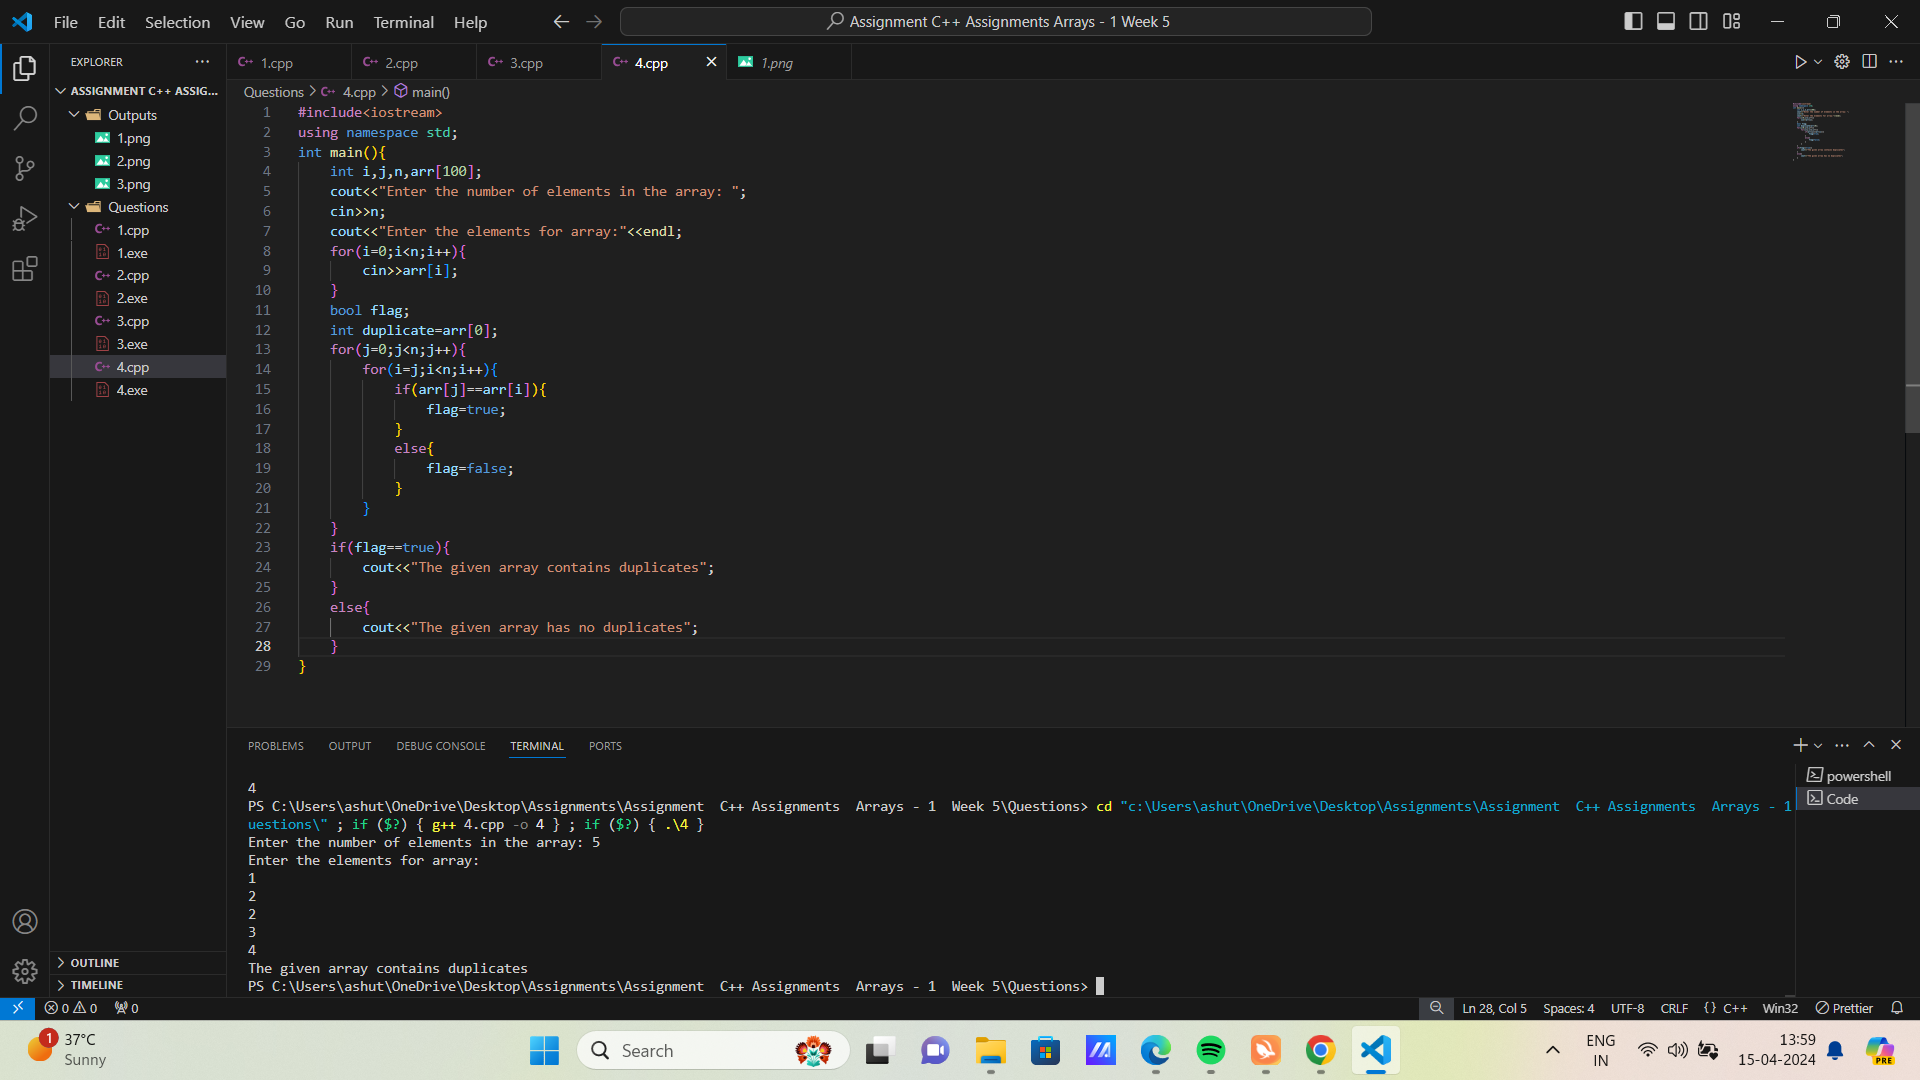 File Edit Selection View Go Run Terminal Help
Assignment C++ Assignments Arrays - 1 Week 5
EXPLORER
ASSIGNMENT C++ ASSIG...
Outputs
1.png
2.png
3.png
Questions
1.cpp
1.exe
2.cpp
2.exe
3.cpp
3.exe
4.cpp
4.exe
OUTLINE
TIMELINE
1.cpp 2.cpp 3.cpp 4.cpp 1.png
Questions > 4.cpp > main()
1 #include<iostream>
2 using namespace std;
3 int main(){
4 int i,j,n,arr[100];
5 cout<<"Enter the number of elements in the array: ";
6 cin>>n;
7 cout<<"Enter the elements for array:"<<endl;
8 for(i=0;i<n;i++){
9 cin>>arr[i];
10 }
11 bool flag;
12 int duplicate=arr[0];
13 for(j=0;j<n;j++){
14 for(i=j;i<n;i++){
15 if(arr[j]==arr[i]){
16 flag=true;
17 }
18 else{
19 flag=false;
20 }
21 }
22 }
23 if(flag==true){
24 cout<<"The given array contains duplicates";
25 }
26 else{
27 cout<<"The given array has no duplicates";
28 }
29 }
PROBLEMS OUTPUT DEBUG CONSOLE TERMINAL PORTS
4
PS C:\Users\ashut\OneDrive\Desktop\Assignments\Assignment  C++ Assignments  Arrays - 1  Week 5\Questions> cd "c:\Users\ashut\OneDrive\Desktop\Assignments\Assignment  C++ Assignments  Arrays - 1
uestions\" ; if ($?) { g++ 4.cpp -o 4 } ; if ($?) { .\4 }
Enter the number of elements in the array: 5
Enter the elements for array:
1
2
2
3
4
The given array contains duplicates
PS C:\Users\ashut\OneDrive\Desktop\Assignments\Assignment  C++ Assignments  Arrays - 1  Week 5\Questions>
powershell
Code
0 0 0
Ln 28, Col 5 Spaces: 4 UTF-8 CRLF {} C++ Win32 Prettier
1
37°C
Sunny
Search
ENG
IN
13:59
15-04-2024
PRE